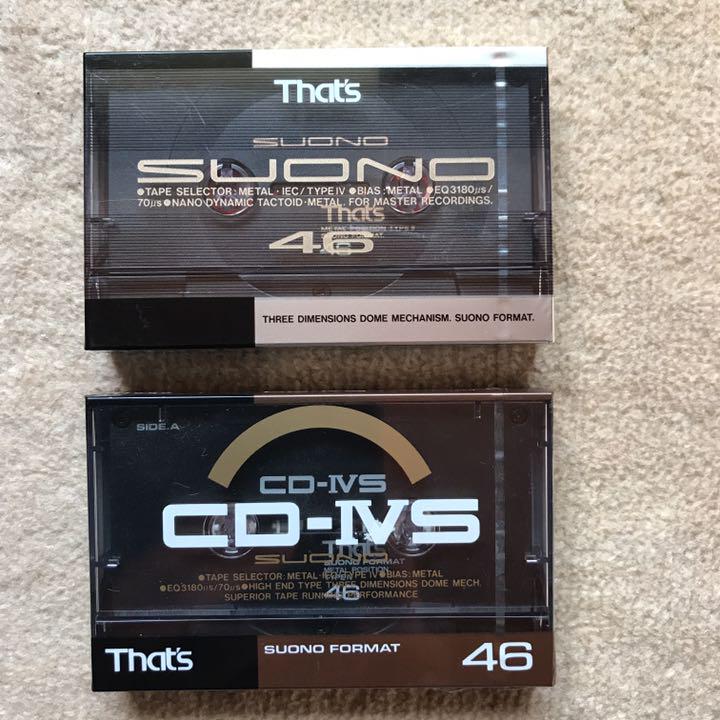 That's
SUONO
SUONO
●TAPE SELECTOR: METAL·IEC/TYPE IV ●BIAS: METAL ●EQ3180μs/
70μs ●NANO DYNAMIC TACTOID·METAL, FOR MASTER RECORDINGS.
That's
46
THREE DIMENSIONS DOME MECHANISM. SUONO FORMAT.
SIDE.A
CD-IVS
CD-IVS
SUONO
That's
SUONO FORMAT
METAL POSITION
●TAPE SELECTOR: METAL·IEC/TYPE IV ●BIAS: METAL
●EQ3180μs/70μs ●HIGH END TYPE THREE DIMENSIONS DOME MECH.
46
SUPERIOR TAPE RUNNING PERFORMANCE
That's
SUONO FORMAT
46